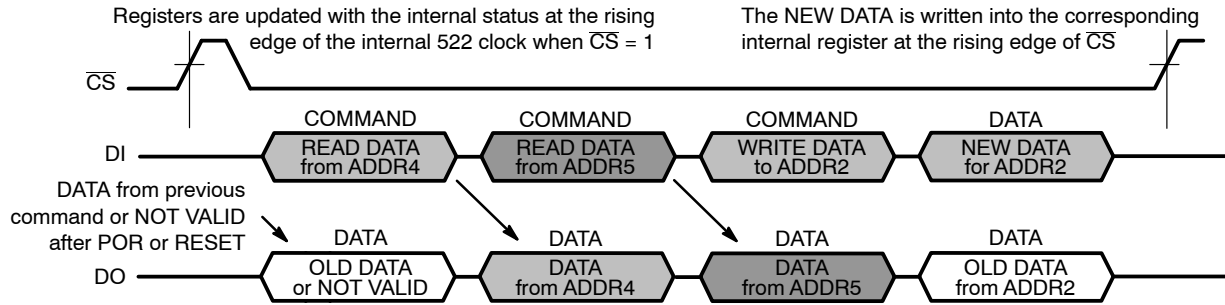 Registers are updated with the internal status at the rising
edge of the internal 522 clock when CS = 1
The NEW DATA is written into the corresponding
internal register at the rising edge of CS
CS
COMMAND
COMMAND
COMMAND
DATA
DI
READ DATA
from ADDR4
READ DATA
from ADDR5
WRITE DATA
to ADDR2
NEW DATA
for ADDR2
DATA from previous
command or NOT VALID
after POR or RESET
DATA
DATA
DATA
DATA
DO
OLD DATA
or NOT VALID
DATA
from ADDR4
DATA
from ADDR5
OLD DATA
from ADDR2